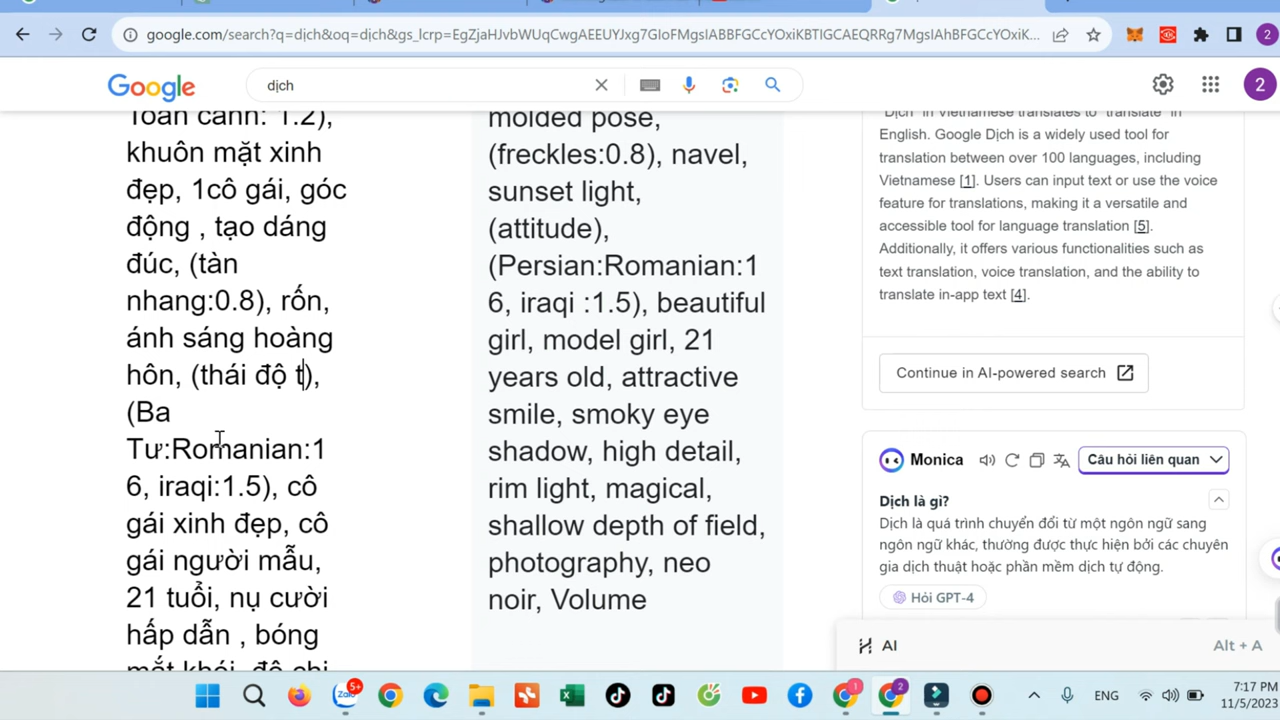 google.com/search?q=dịch&oq=dịch&gs_lcrp=EgZjaHJvbWUqCwgAEEUYJxg7GIoFMgsIABBFGCcYOxiKBTIGCAEQRRg7MgsIAhBFGCcYOxiK...
2
Google
dịch
2
Toàn cảnh: 1.2),
khuôn mặt xinh
đẹp, 1cô gái, góc
động , tạo dáng
đúc, (tàn
nhang:0.8), rốn,
ánh sáng hoàng
hôn, (thái độ t),
(Ba
Tư:Romanian:1
6, iraqi:1.5), cô
gái xinh đẹp, cô
gái người mẫu,
21 tuổi, nụ cười
hấp dẫn , bóng
mắt khói, độ chi
molded pose,
(freckles:0.8), navel,
sunset light,
(attitude),
(Persian:Romanian:1
6, iraqi :1.5), beautiful
girl, model girl, 21
years old, attractive
smile, smoky eye
shadow, high detail,
rim light, magical,
shallow depth of field,
photography, neo
noir, Volume
"Dịch" in Vietnamese translates to "translate" in
English. Google Dịch is a widely used tool for
translation between over 100 languages, including
Vietnamese [1]. Users can input text or use the voice
feature for translations, making it a versatile and
accessible tool for language translation [5].
Additionally, it offers various functionalities such as
text translation, voice translation, and the ability to
translate in-app text [4].
Continue in AI-powered search
Monica
Câu hỏi liên quan
Dịch là gì?
Dịch là quá trình chuyển đổi từ một ngôn ngữ sang
ngôn ngữ khác, thường được thực hiện bởi các chuyên
gia dịch thuật hoặc phần mềm dịch tự động.
Hỏi GPT-4
AI
Alt + A
5+
Zalo
1
2
ENG
7:17 PM
11/5/2023